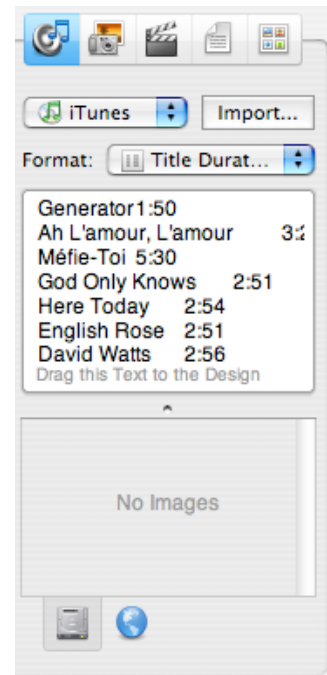 iTunes Import...
Format: Title Durat...
Generator1:50
Ah L'amour, L'amour 3:2
Méfie-Toi 5:30
God Only Knows 2:51
Here Today 2:54
English Rose 2:51
David Watts 2:56
Drag this Text to the Design
No Images